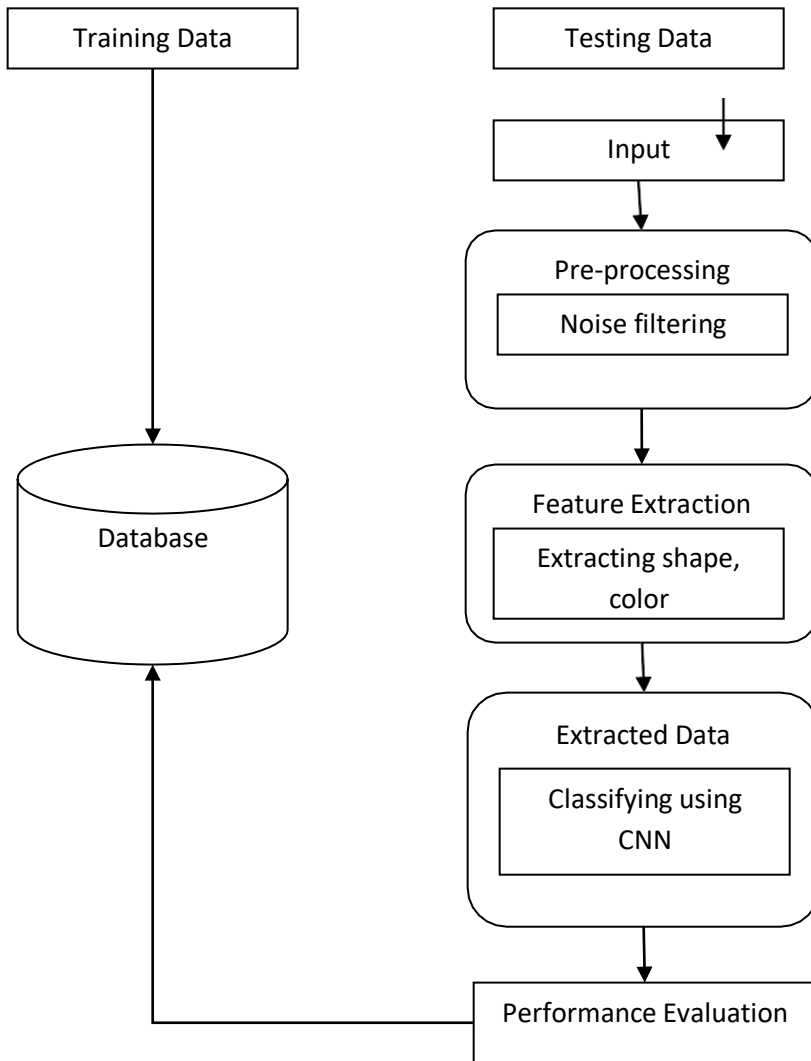 Training Data
Testing Data
Input
Pre-processing
Noise filtering
Database
Feature Extraction
Extracting shape,
color
Extracted Data
Classifying using
CNN
Performance Evaluation